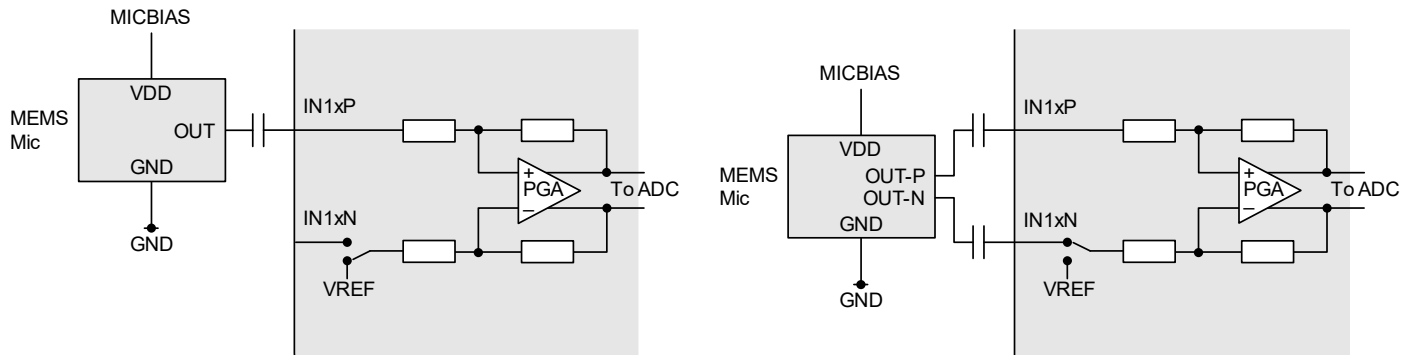 MICBIAS
VDD
MEMS
Mic
OUT
GND
GND
IN1xP
+
PGA
–
To ADC
IN1xN
VREF
MICBIAS
VDD
MEMS
Mic
OUT-P
OUT-N
GND
GND
IN1xP
+
PGA
–
To ADC
IN1xN
VREF